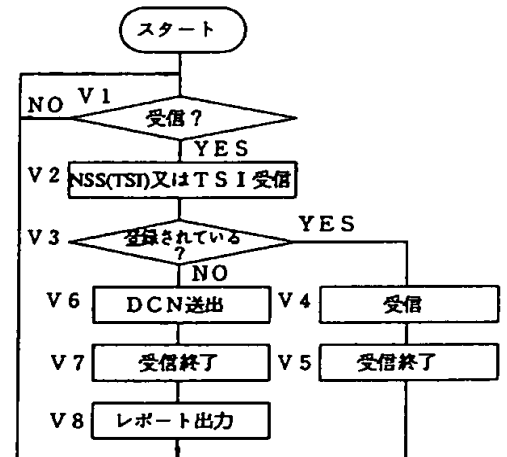 スタート
NO V1
受信?
YES
V2 NSS(TSI)又はTSI受信
V3 登録されている
?
YES
NO
V6 DCN送出
V4 受信
V7 受信終了
V5 受信終了
V8 レポート出力